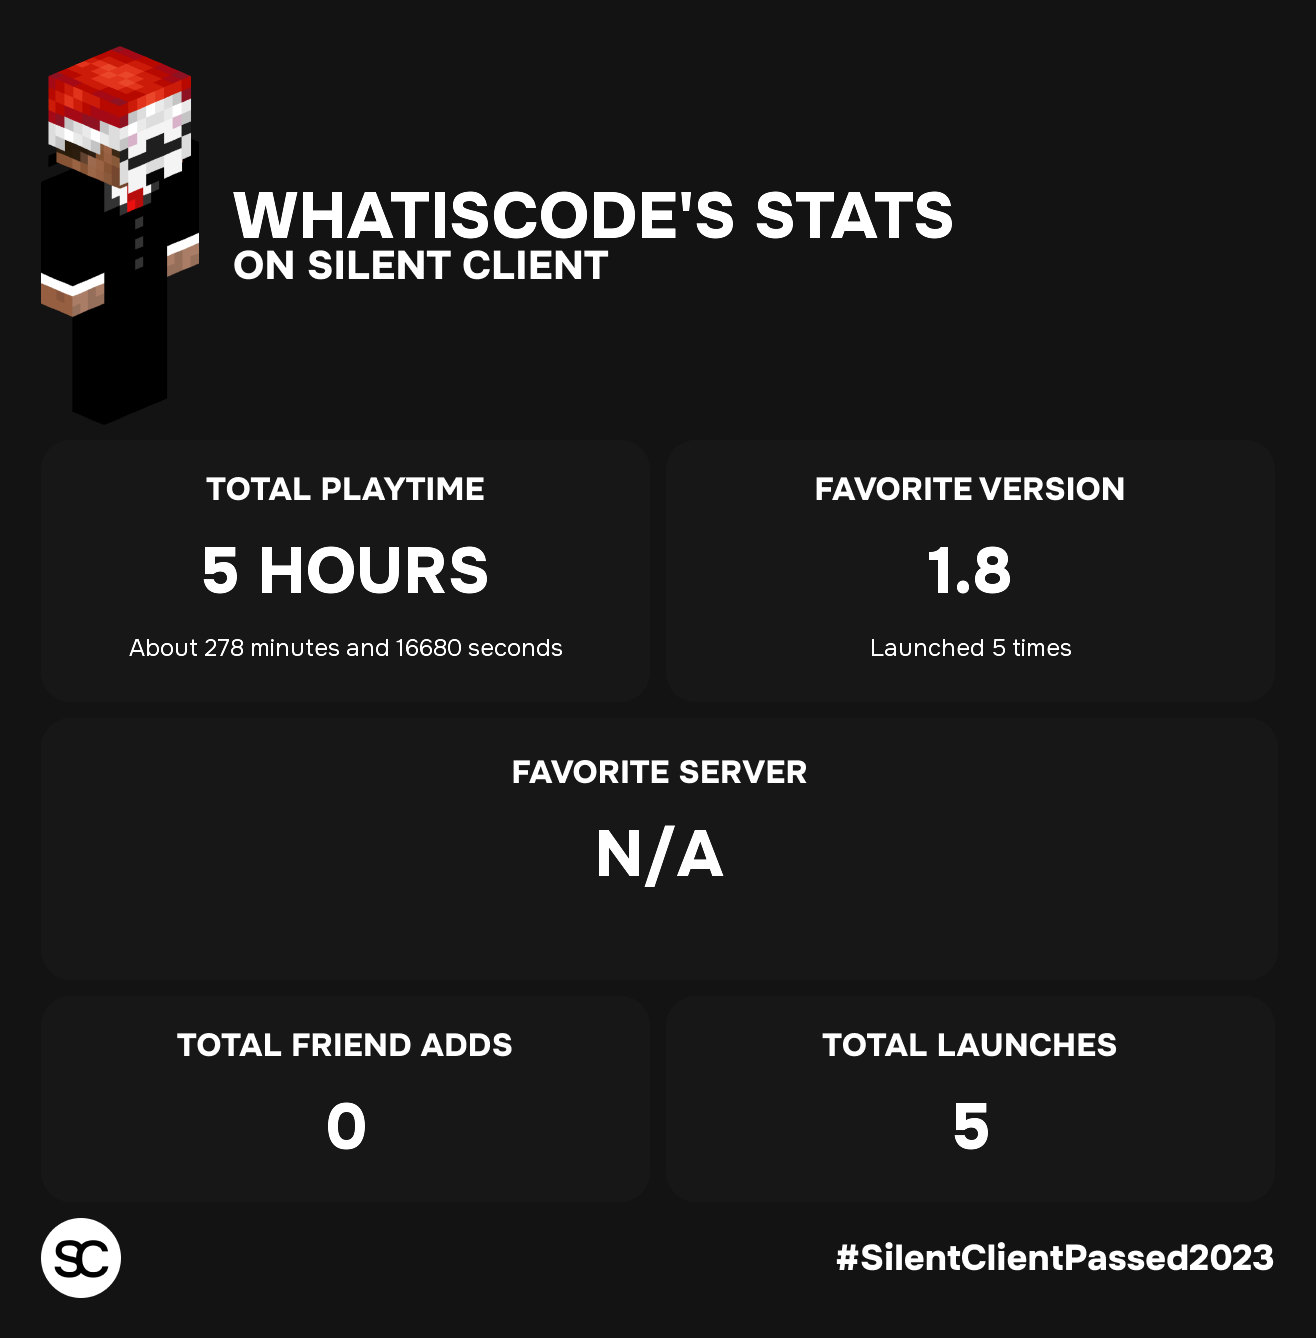 WHATISCODE'S STATS
ON SILENT CLIENT
TOTAL PLAYTIME
5 HOURS
About 278 minutes and 16680 seconds
FAVORITE VERSION
1.8
Launched 5 times
FAVORITE SERVER
N/A
TOTAL FRIEND ADDS
0
TOTAL LAUNCHES
5
SC
#SilentClientPassed2023